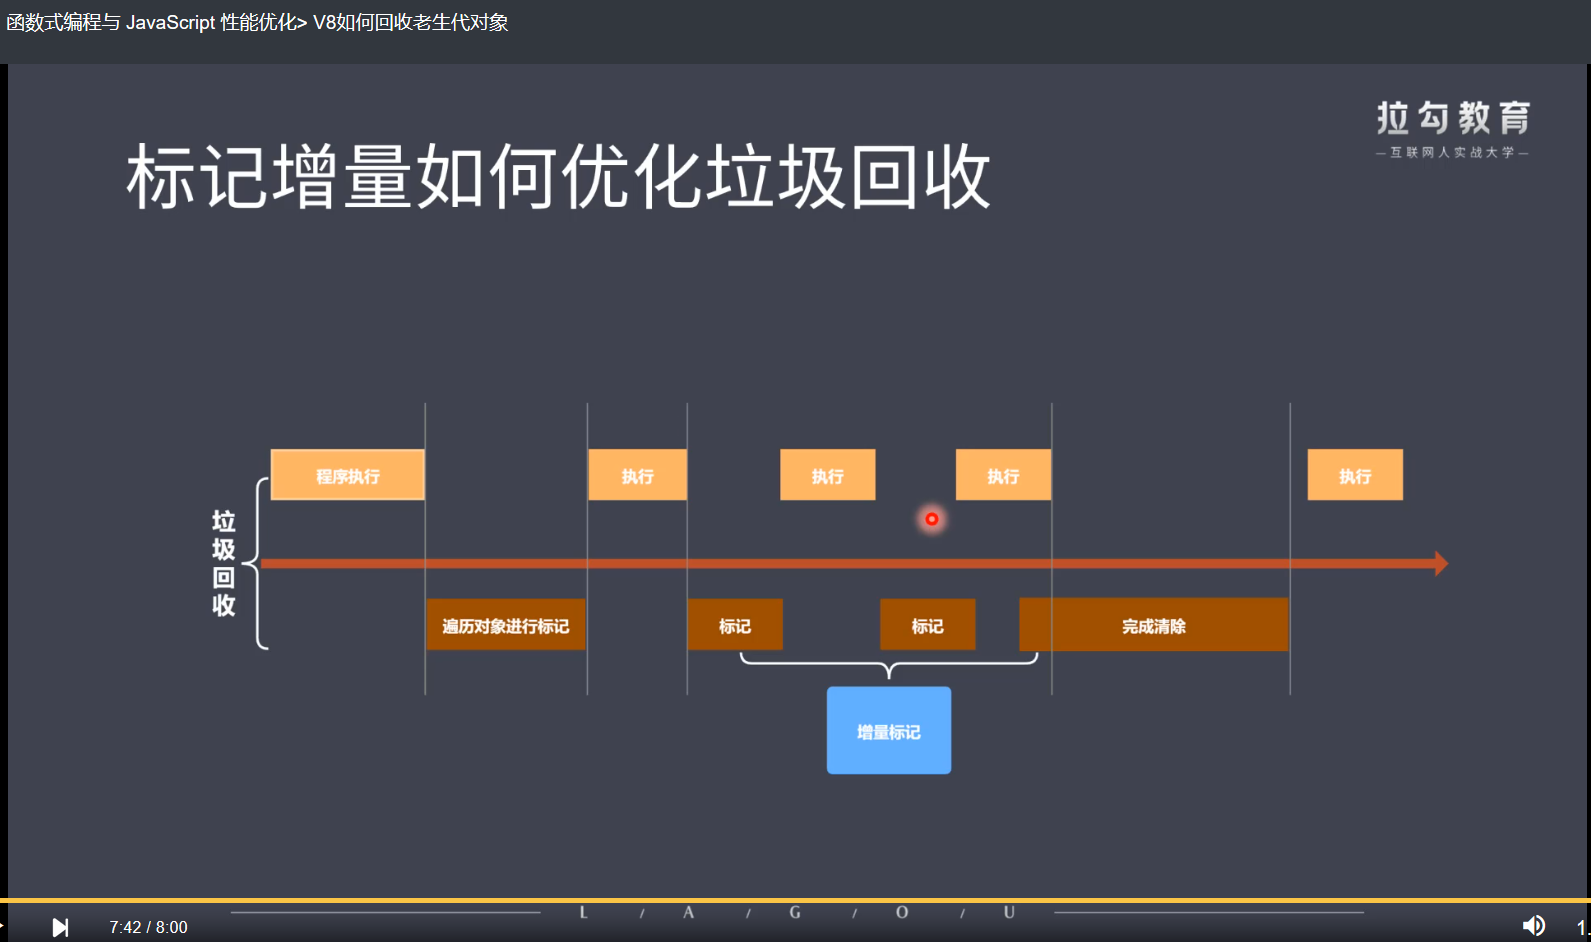 函数式编程与 JavaScript 性能优化> V8如何回收老生代对象
拉勾教育
—互联网人实战大学—
标记增量如何优化垃圾回收
程序执行
执行
执行
执行
执行
垃圾回收
遍历对象进行标记
标记
标记
完成清除
增量标记
L / A / G / O / U
7:42 / 8:00
1.